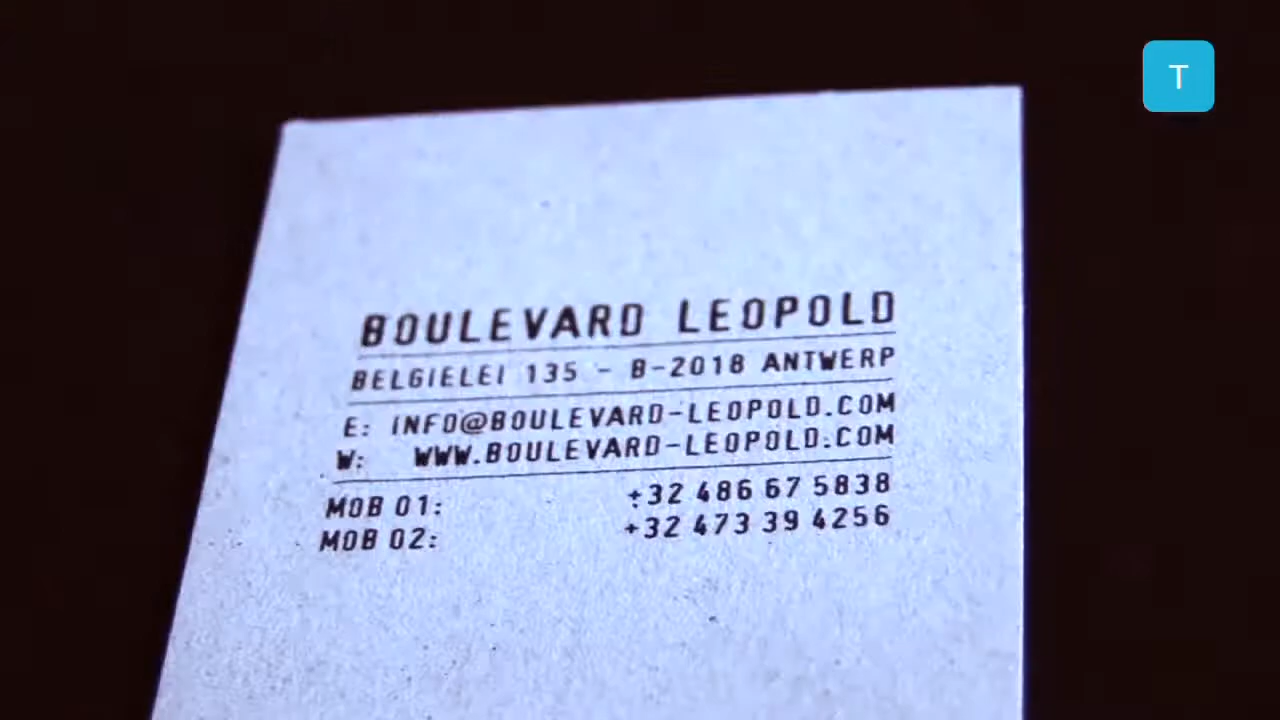 T
BOULEVARD LEOPOLD
BELGIELEI 135 - B-2018 ANTWERP
E: INFO@BOULEVARD-LEOPOLD.COM
W: WWW.BOULEVARD-LEOPOLD.COM
MOB 01: +32 486 67 5838
MOB 02: +32 473 39 4256